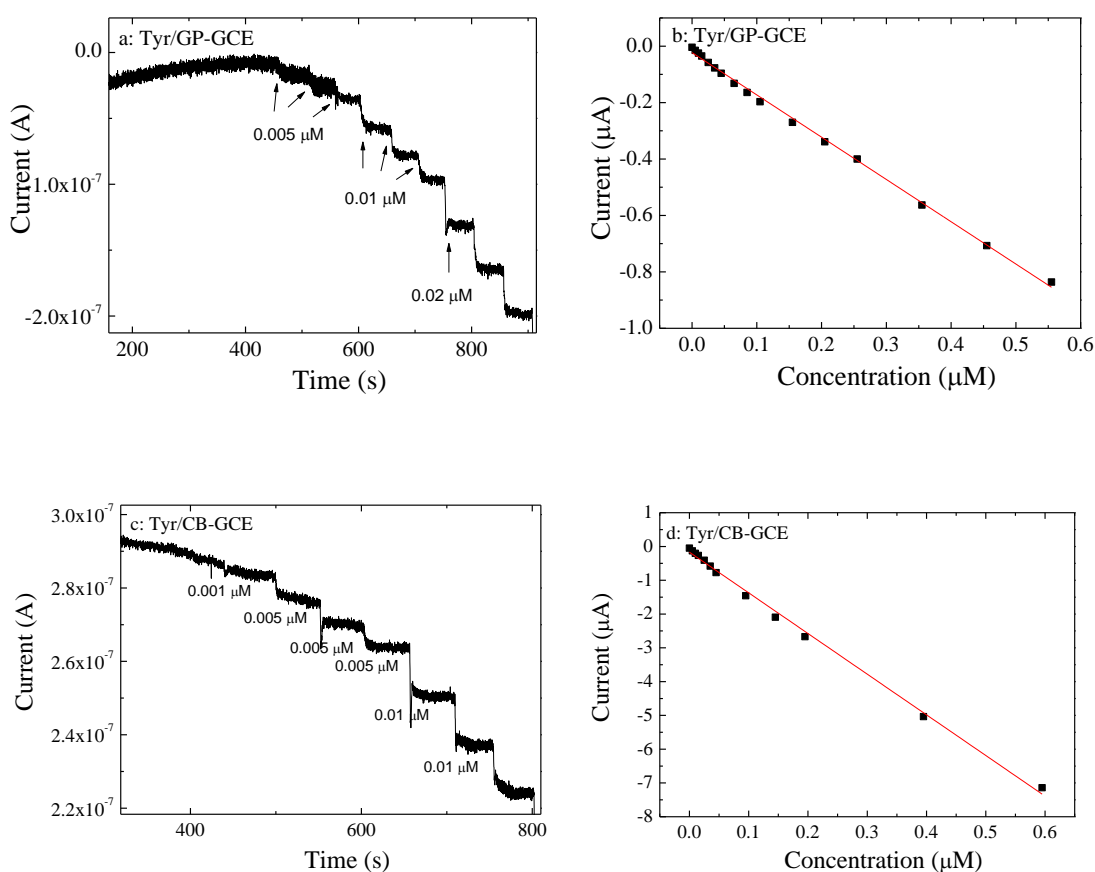 a: Tyr/GP-GCE
0.0
-1.0x10⁻⁷
-2.0x10⁻⁷
Current (A)
0.005 μM
0.01 μM
0.02 μM
200 400 600 800
Time (s)
b: Tyr/GP-GCE
0.0
-0.2
-0.4
-0.6
-0.8
-1.0
Current (μA)
0.0 0.1 0.2 0.3 0.4 0.5 0.6
Concentration (μM)
c: Tyr/CB-GCE
3.0x10⁻⁷
2.8x10⁻⁷
2.6x10⁻⁷
2.4x10⁻⁷
2.2x10⁻⁷
Current (A)
0.001 μM
0.005 μM
0.005 μM
0.005 μM
0.01 μM
0.01 μM
400 600 800
Time (s)
d: Tyr/CB-GCE
1
0
-1
-2
-3
-4
-5
-6
-7
-8
Current (μA)
0.0 0.1 0.2 0.3 0.4 0.5 0.6
Concentration (μM)